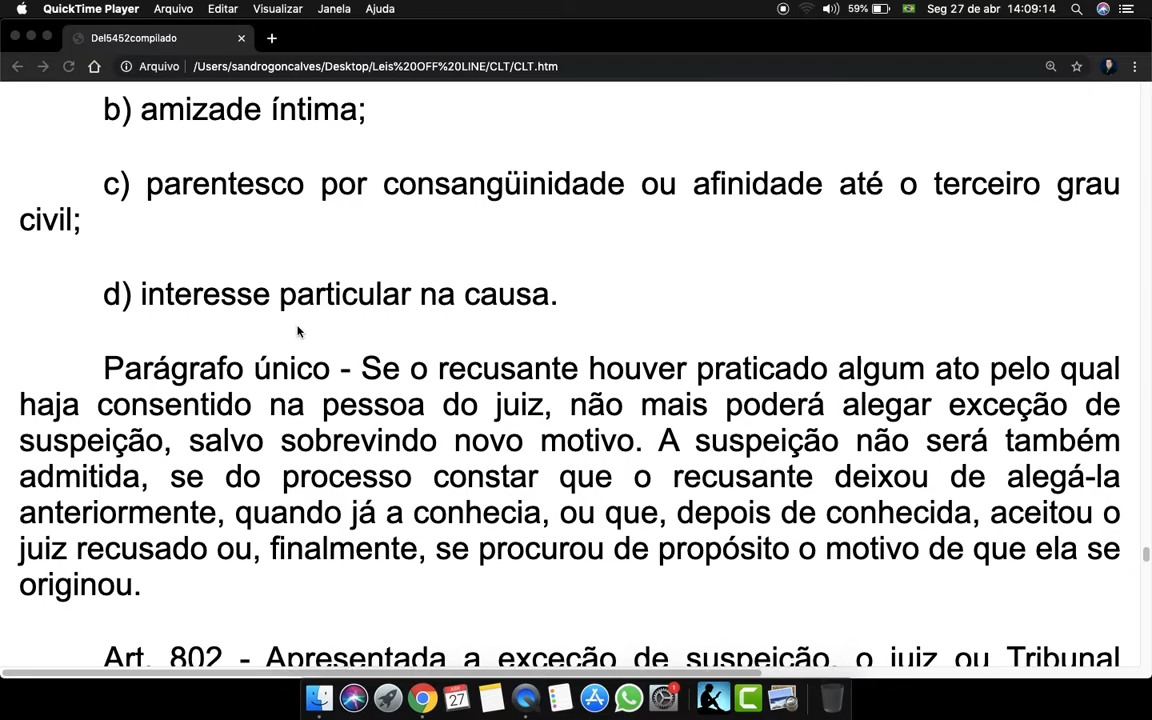 QuickTime Player Arquivo Editar Visualizar Janela Ajuda 59% Seg 27 de abr 14:09:14
Del5452compilado
Arquivo /Users/sandrogoncalves/Desktop/Leis%20OFF%20LINE/CLT/CLT.htm
b) amizade íntima;
c) parentesco por consangüinidade ou afinidade até o terceiro grau
civil;
d) interesse particular na causa.
Parágrafo único - Se o recusante houver praticado algum ato pelo qual
haja consentido na pessoa do juiz, não mais poderá alegar exceção de
suspeição, salvo sobrevindo novo motivo. A suspeição não será também
admitida, se do processo constar que o recusante deixou de alegá-la
anteriormente, quando já a conhecia, ou que, depois de conhecida, aceitou o
juiz recusado ou, finalmente, se procurou de propósito o motivo de que ela se
originou.
Art. 802 - Apresentada a exceção de suspeição, o juiz ou Tribunal
27
1